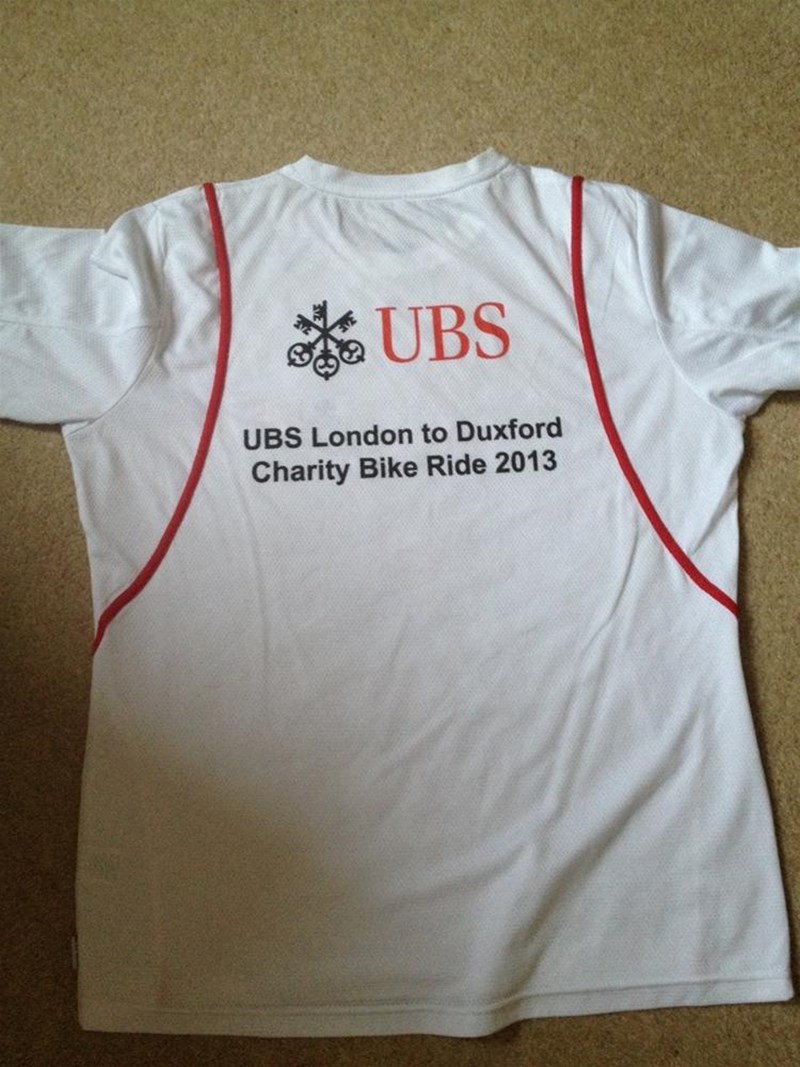 UBS
UBS London to Duxford
Charity Bike Ride 2013